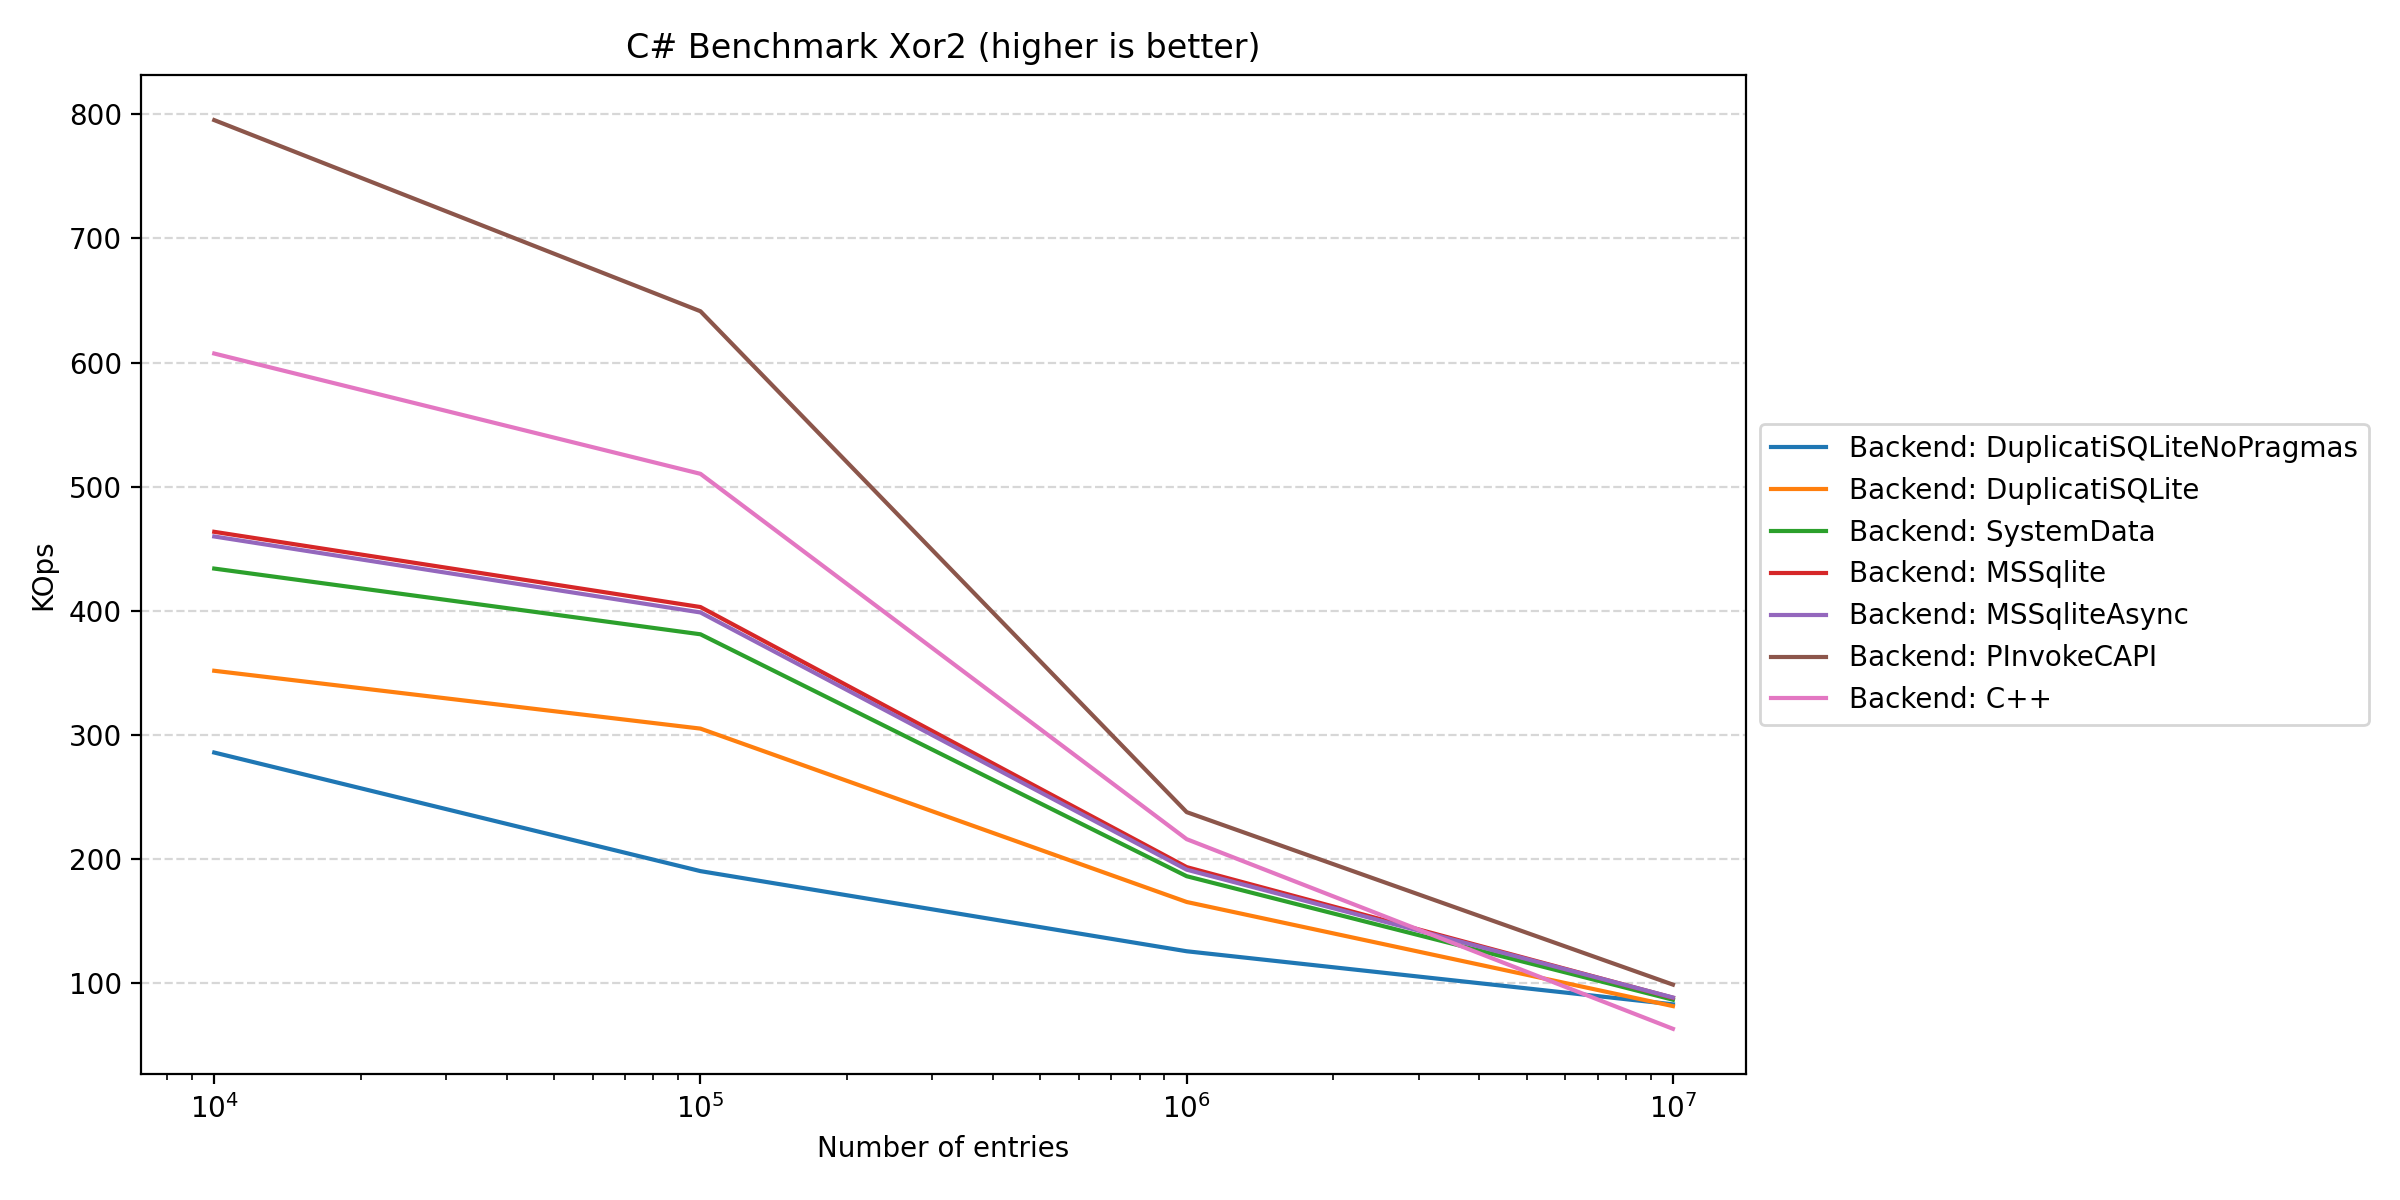 C# Benchmark Xor2 (higher is better)
800
700
600
500
400
300
200
100
KOps
10⁴ 10⁵ 10⁶ 10⁷
Number of entries
Backend: DuplicatiSQLiteNoPragmas
Backend: DuplicatiSQLite
Backend: SystemData
Backend: MSSqlite
Backend: MSSqliteAsync
Backend: PInvokeCAPI
Backend: C++